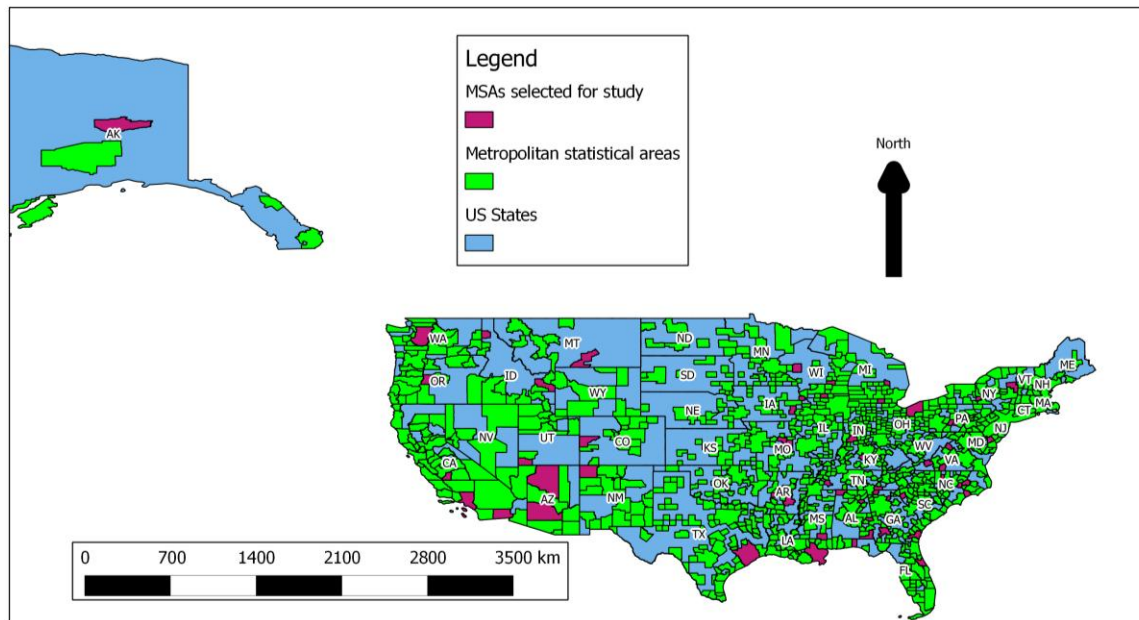 Legend
MSAs selected for study
Metropolitan statistical areas
US States
North
AK
WA
MT
ND
MN
ME
OR
ID
SD
WI
MI
VT
NH
WY
NY
MA
IA
CT
NE
PA
NV
UT
CO
IL
IN
OH
NJ
KS
MO
WV
MD
CA
KY
VA
OK
TN
NC
AZ
NM
AR
SC
MS
AL
GA
TX
LA
FL
0 700 1400 2100 2800 3500 km